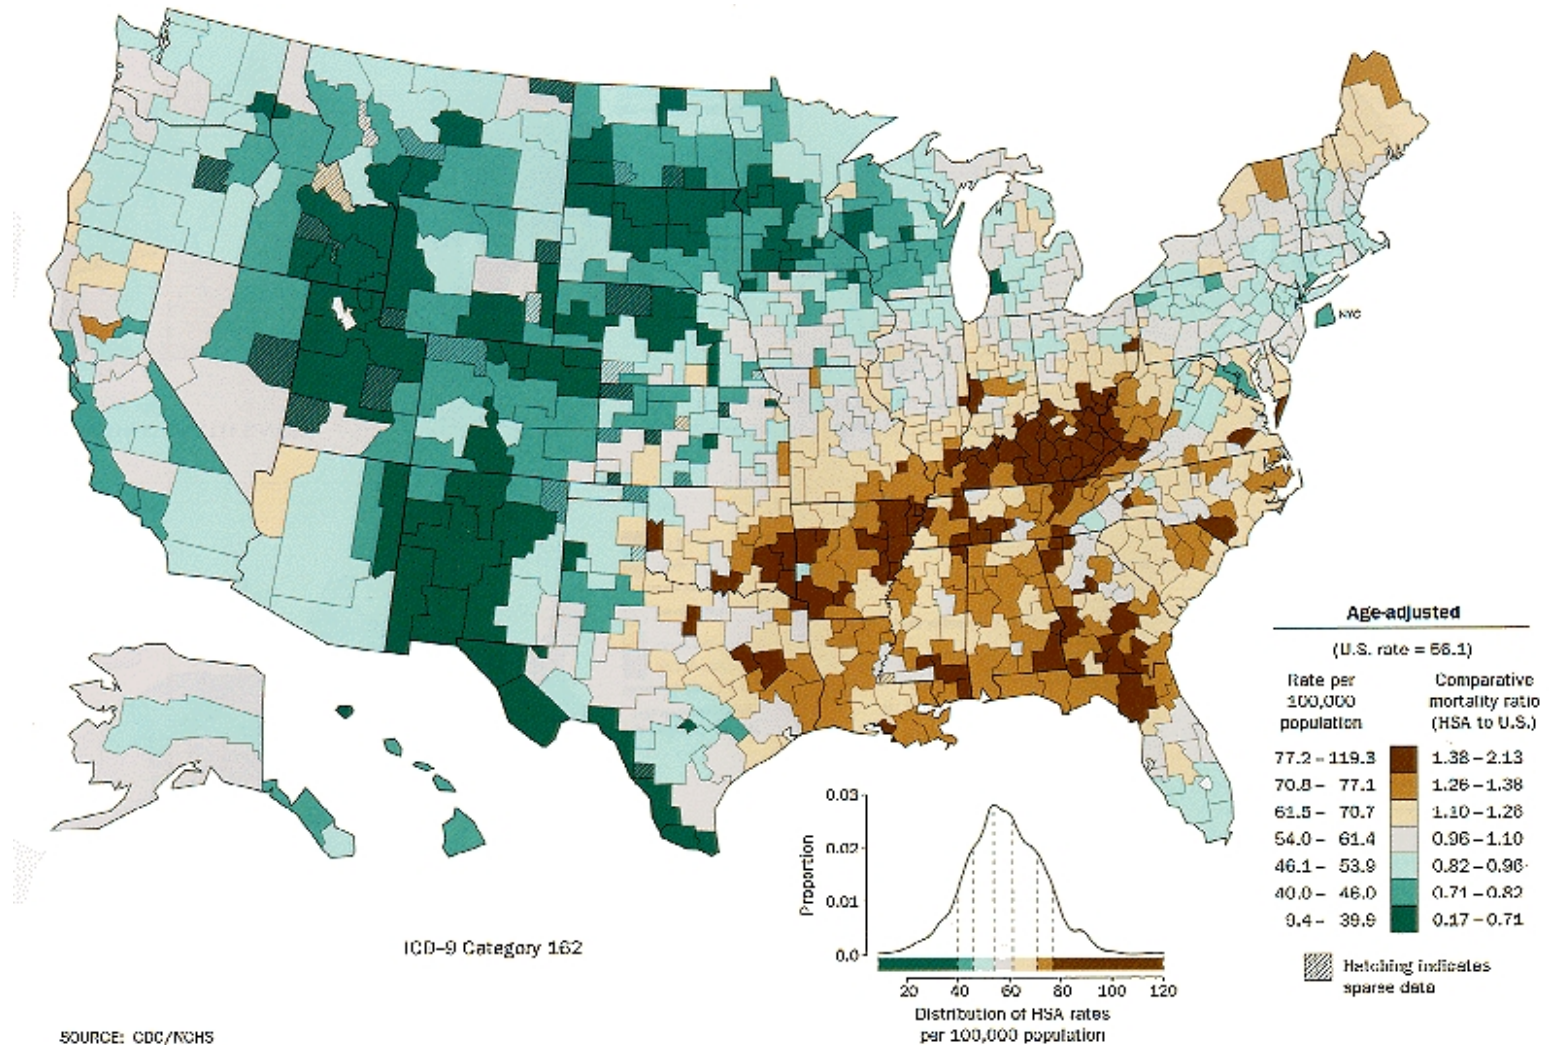 NYC
Age-adjusted
(U.S. rate = 56.1)
Rate per
100,000
population
Comparative
mortality ratio
(HSA to U.S.)
77.2 – 119.3 1.38 – 2.13
70.8 – 77.1 1.26 – 1.38
61.5 – 70.7 1.10 – 1.26
54.0 – 61.4 0.96 – 1.10
46.1 – 53.9 0.82 – 0.96
40.0 – 46.0 0.71 – 0.82
9.4 – 39.9 0.17 – 0.71
Hatching indicates
sparse data
0.03
0.02
0.01
0.0
Proportion
20 40 60 80 100 120
Distribution of HSA rates
per 100,000 population
ICD–9 Category 162
SOURCE: CDC/NCHS